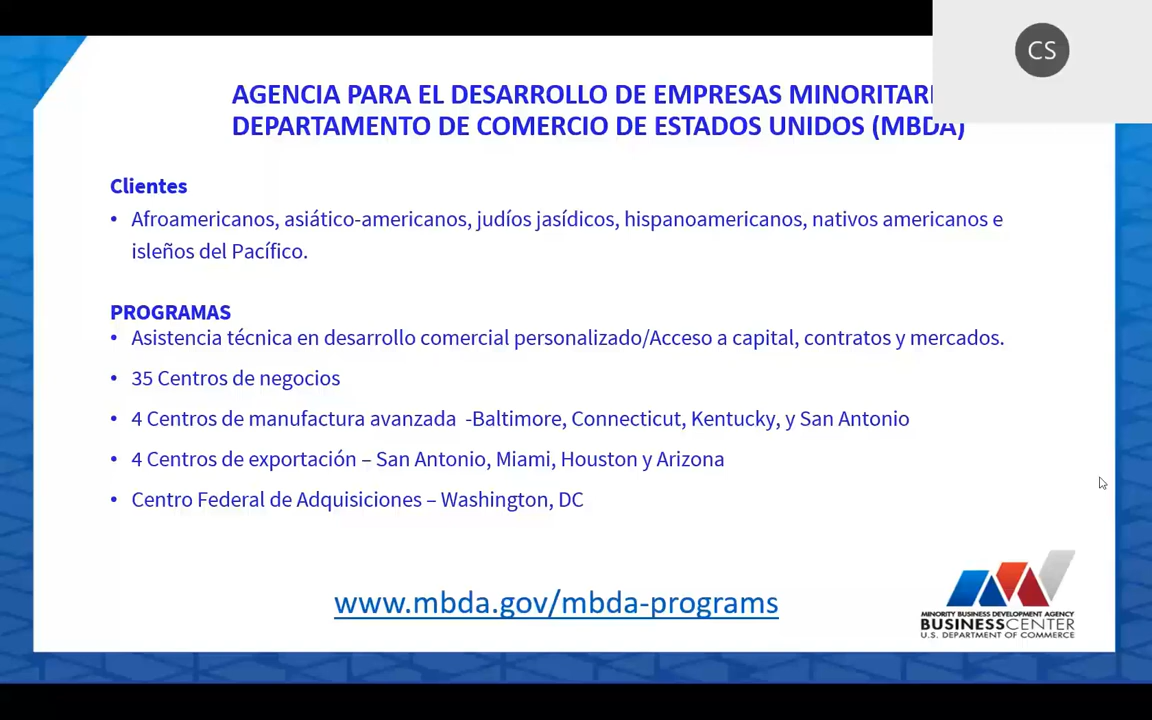 CS
AGENCIA PARA EL DESARROLLO DE EMPRESAS
DEPARTAMENTO DE COMERCIO DE ESTADOS UNIDOS (MBDA)
Clientes
• Afroamericanos, asiático-americanos, judíos jasídicos, hispanoamericanos, nativos americanos e
isleños del Pacífico.
PROGRAMAS
• Asistencia técnica en desarrollo comercial personalizado/Acceso a capital, contratos y mercados.
• 35 Centros de negocios
• 4 Centros de manufactura avanzada -Baltimore, Connecticut, Kentucky, y San Antonio
• 4 Centros de exportación – San Antonio, Miami, Houston y Arizona
• Centro Federal de Adquisiciones – Washington, DC
www.mbda.gov/mbda-programs
MINORITY BUSINESS DEVELOPMENT AGENCY
BUSINESSCENTER
U.S. DEPARTMENT OF COMMERCE